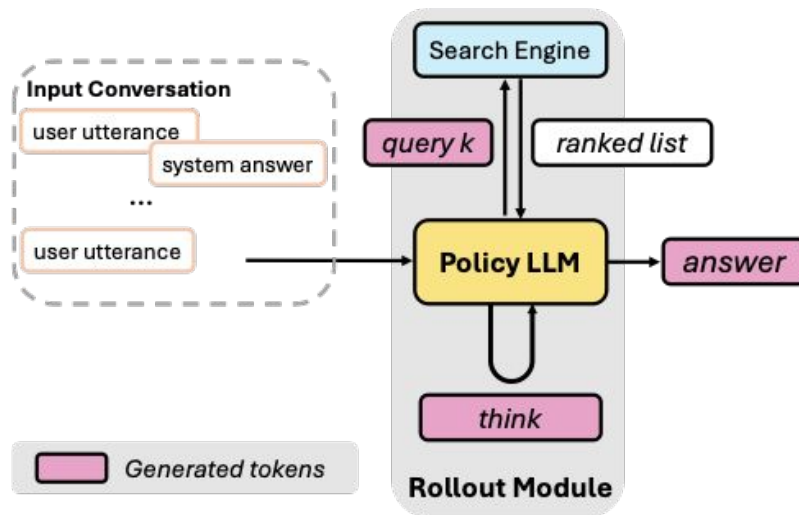 Search Engine
Input Conversation
user utterance
system answer
...
user utterance
query k
ranked list
Policy LLM
answer
think
Generated tokens
Rollout Module